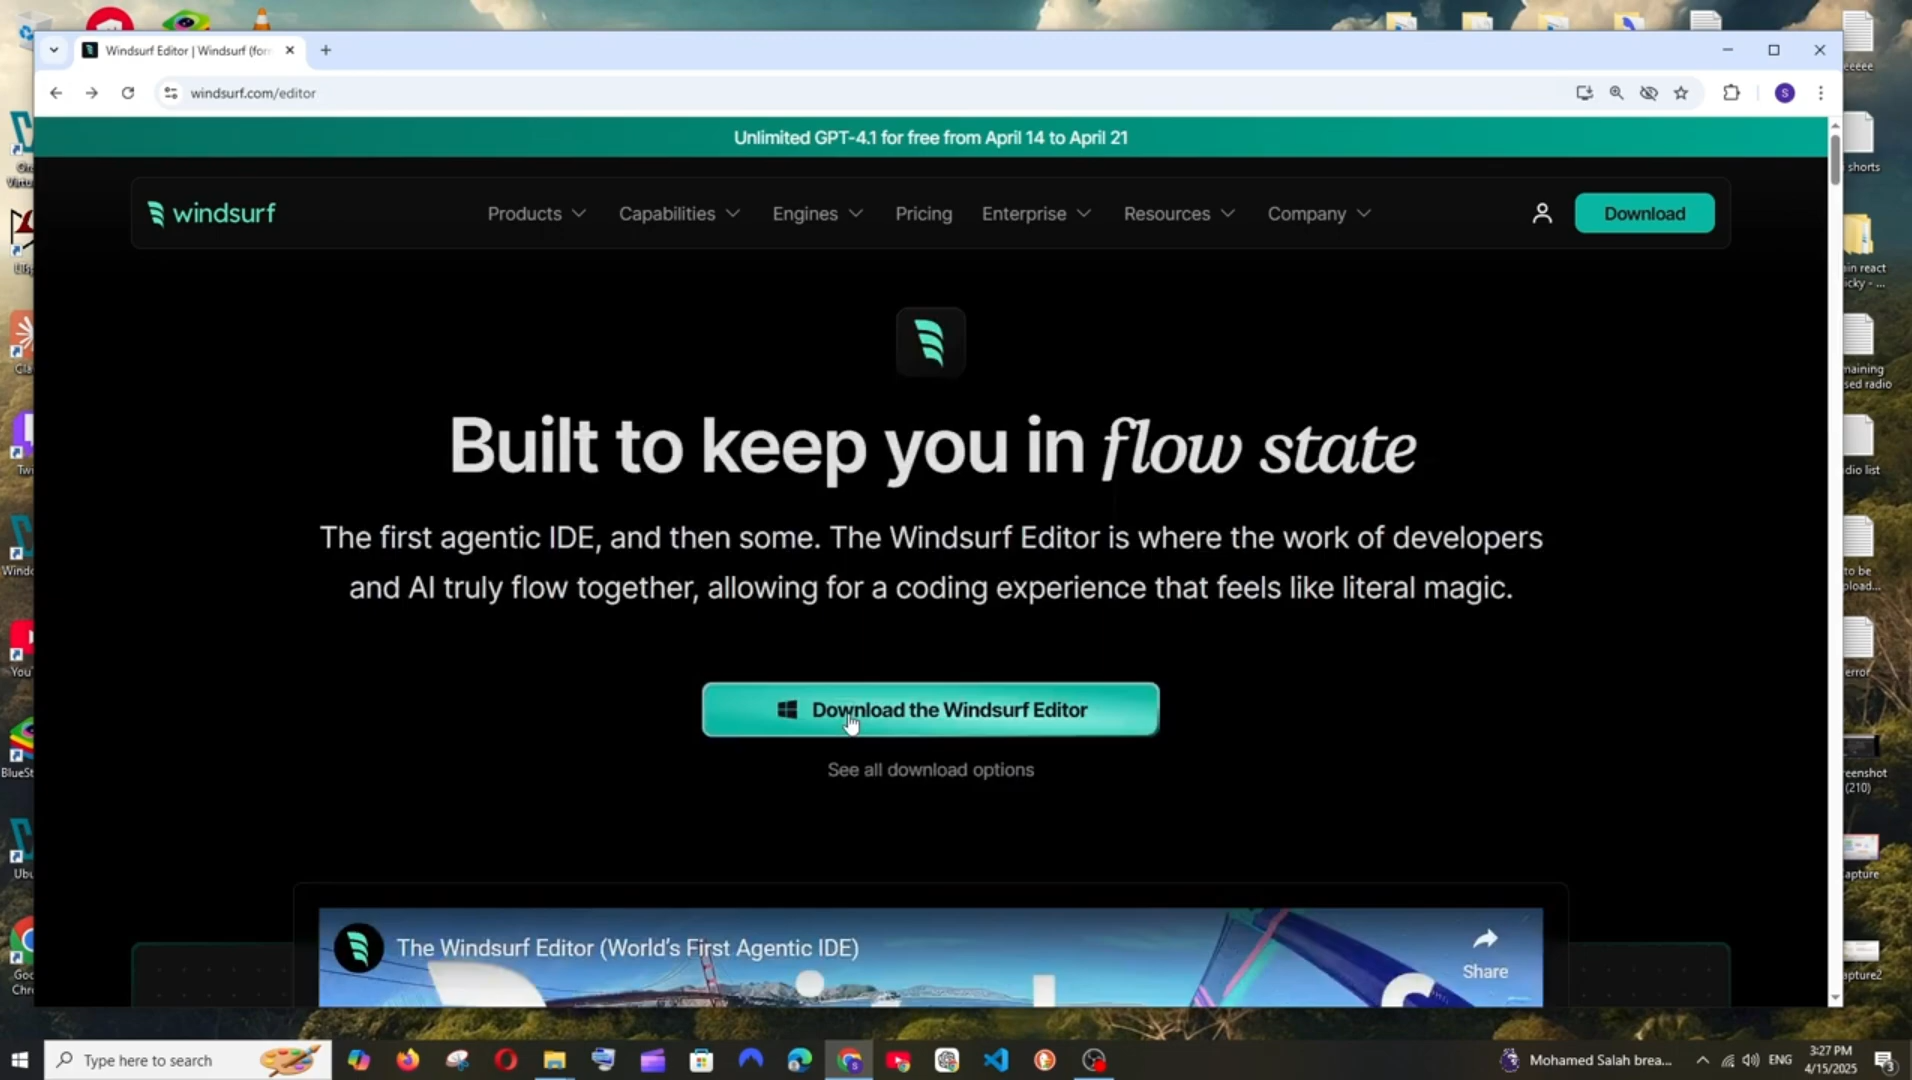 Windsurf Editor | Windsurf (for
windsurf.com/editor
Unlimited GPT-4.1 for free from April 14 to April 21
windsurf
Products
Capabilities
Engines
Pricing
Enterprise
Resources
Company
Download
Built to keep you in flow state
The first agentic IDE, and then some. The Windsurf Editor is where the work of developers
and AI truly flow together, allowing for a coding experience that feels like literal magic.
Download the Windsurf Editor
See all download options
The Windsurf Editor (World's First Agentic IDE)
Share
shorts
error
(210)
Type here to search
Mohamed Salah brea...
ENG
3:27 PM
4/15/2025